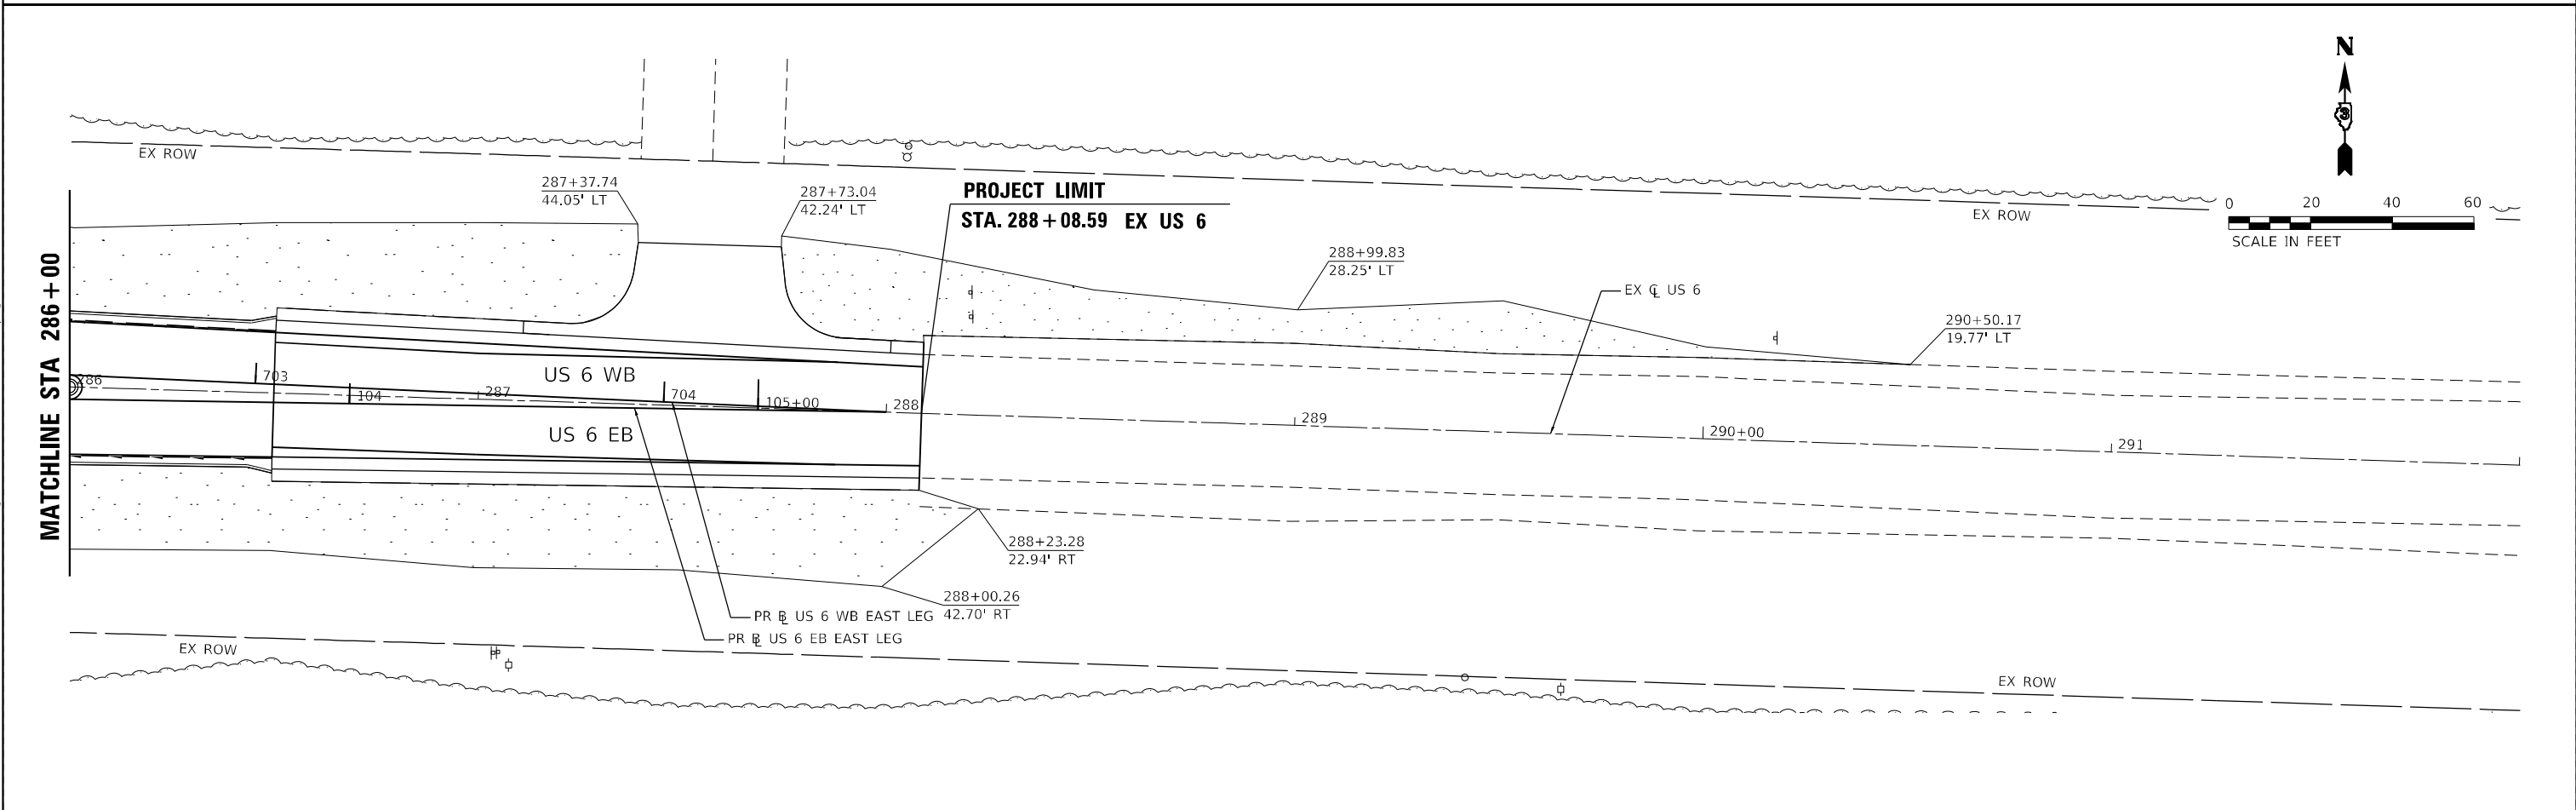 N
3
EX ROW
287+37.74
44.05' LT
287+73.04
42.24' LT
PROJECT LIMIT
STA. 288+08.59 EX US 6
0 20 40 60
SCALE IN FEET
EX ROW
288+99.83
28.25' LT
EX ℄ US 6
290+50.17
19.77' LT
MATCHLINE STA 286+00
286
703
104
287
US 6 WB
704
105+00
288
289
290+00
291
US 6 EB
288+23.28
22.94' RT
288+00.26
42.70' RT
PR BL US 6 WB EAST LEG
PR BL US 6 EB EAST LEG
EX ROW
EX ROW